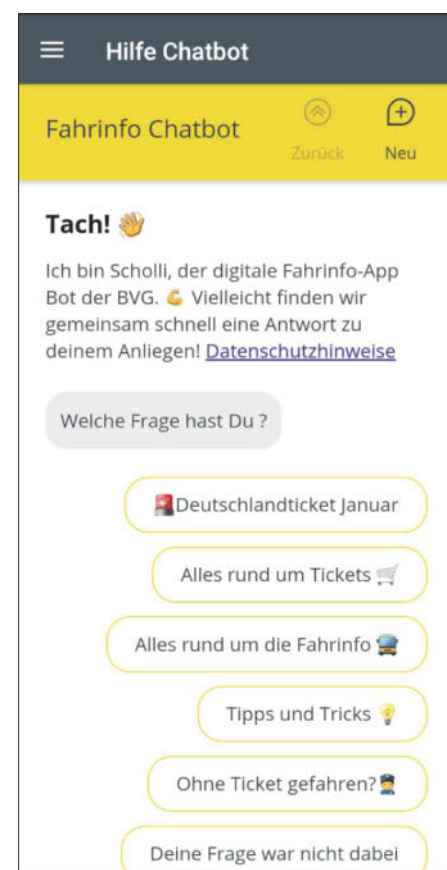 Hilfe Chatbot
Fahrinfo Chatbot
Zurück
Neu
Tach! 👋
Ich bin Scholli, der digitale Fahrinfo-App
Bot der BVG. 💪 Vielleicht finden wir
gemeinsam schnell eine Antwort zu
deinem Anliegen! Datenschutzhinweise
Welche Frage hast Du ?
🚨Deutschlandticket Januar
Alles rund um Tickets 🛒
Alles rund um die Fahrinfo 🚍
Tipps und Tricks 💡
Ohne Ticket gefahren?👮
Deine Frage war nicht dabei